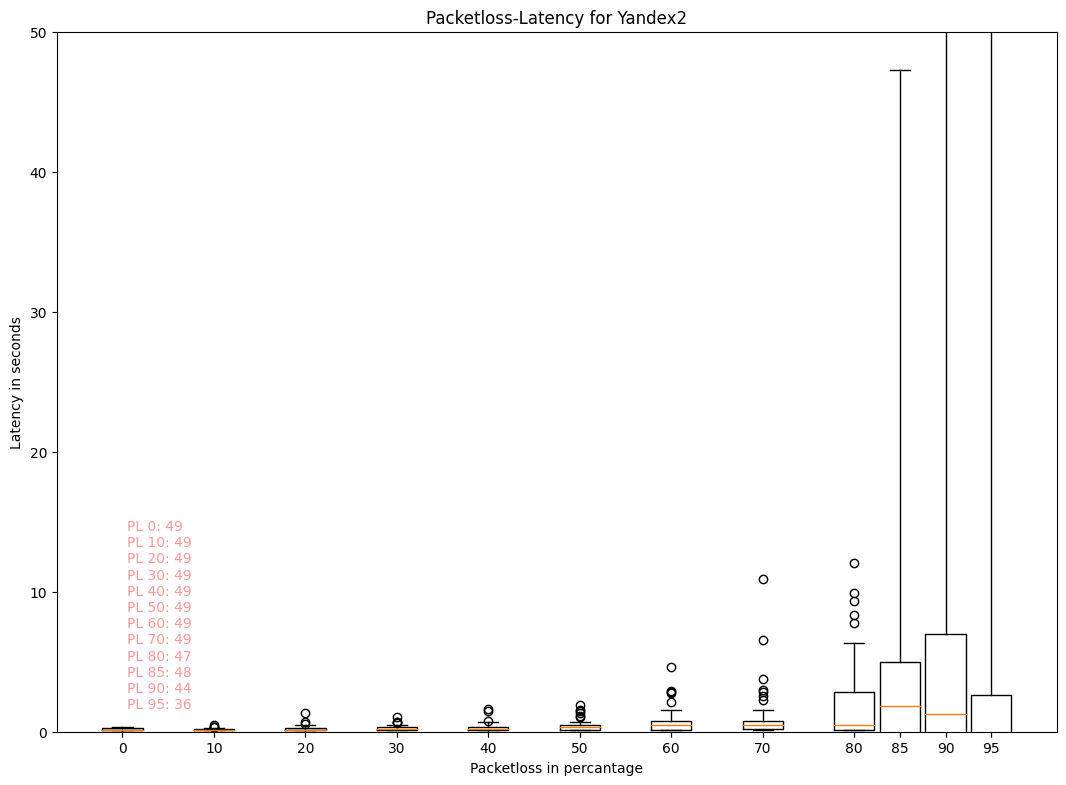 Packetloss-Latency for Yandex2
50
40
30
20
10
0
Latency in seconds
PL 0: 49
PL 10: 49
PL 20: 49
PL 30: 49
PL 40: 49
PL 50: 49
PL 60: 49
PL 70: 49
PL 80: 47
PL 85: 48
PL 90: 44
PL 95: 36
0 10 20 30 40 50 60 70 80 85 90 95
Packetloss in percantage